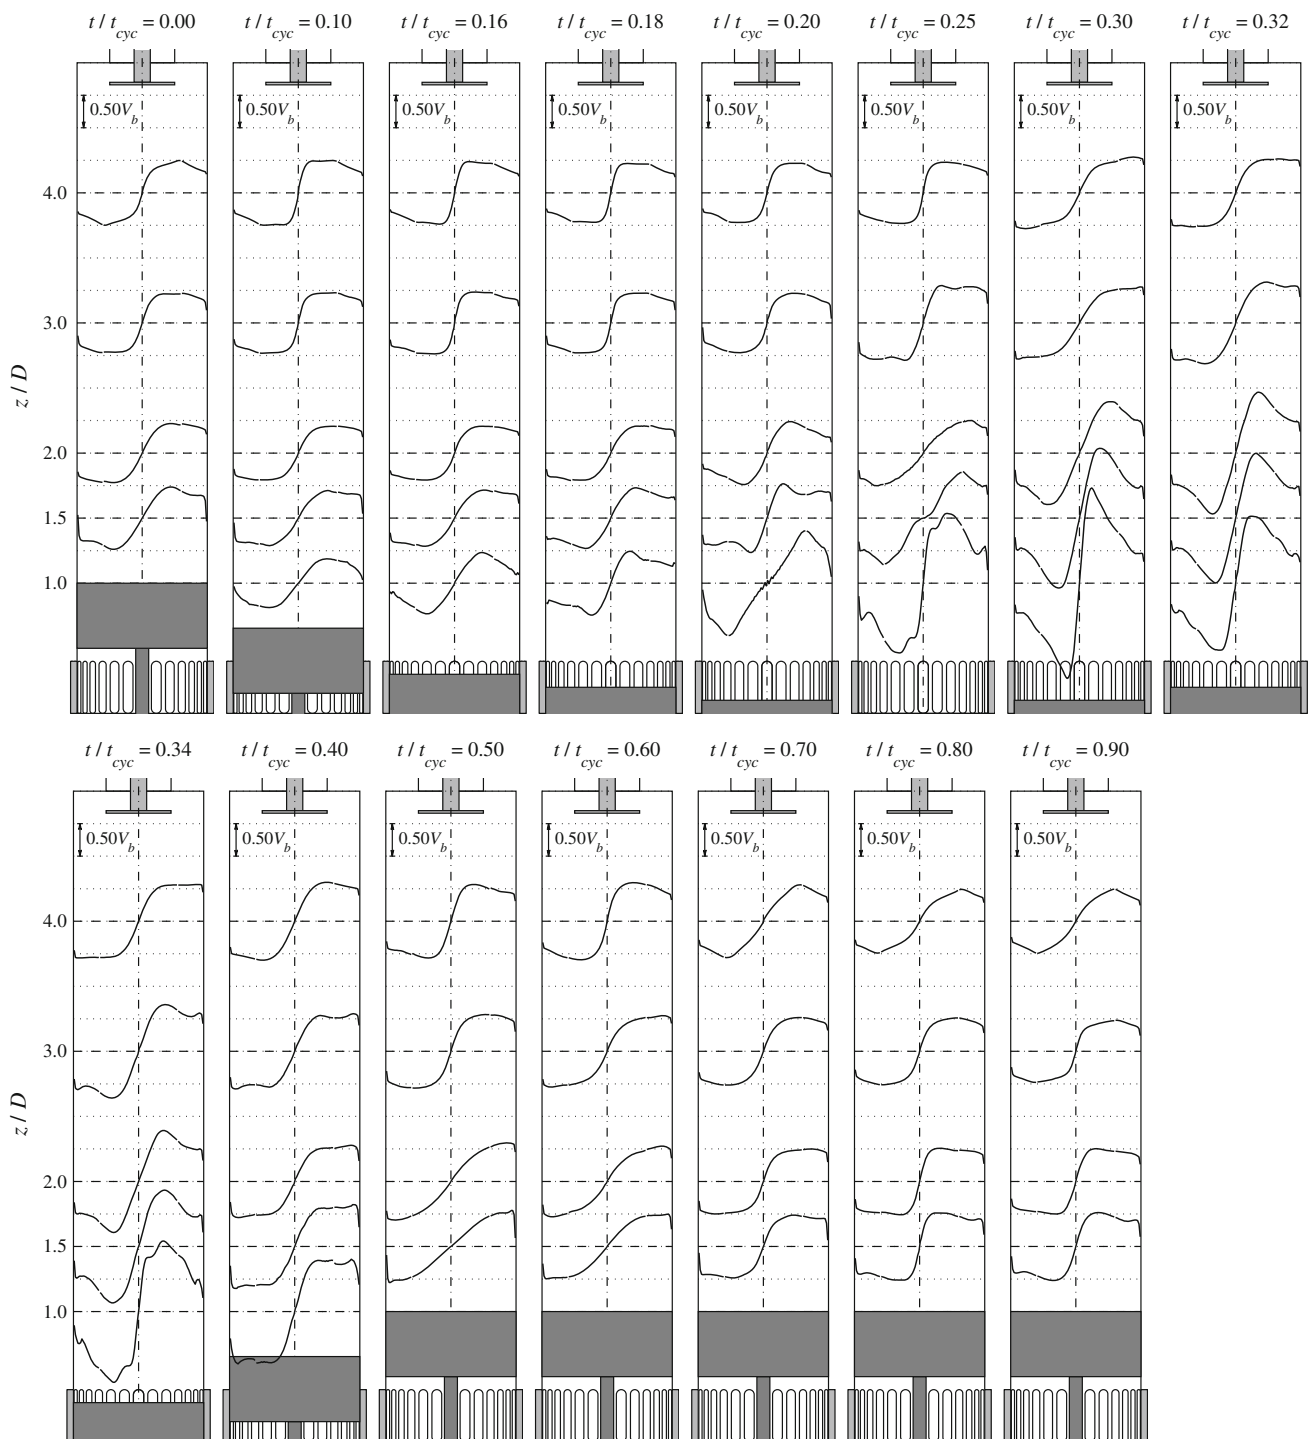 t / t_cyc = 0.00 t / t_cyc = 0.10 t / t_cyc = 0.16 t / t_cyc = 0.18 t / t_cyc = 0.20 t / t_cyc = 0.25 t / t_cyc = 0.30 t / t_cyc = 0.32
0.50V_b 0.50V_b 0.50V_b 0.50V_b 0.50V_b 0.50V_b 0.50V_b 0.50V_b
4.0
3.0
z / D
2.0
1.5
1.0
t / t_cyc = 0.34 t / t_cyc = 0.40 t / t_cyc = 0.50 t / t_cyc = 0.60 t / t_cyc = 0.70 t / t_cyc = 0.80 t / t_cyc = 0.90
0.50V_b 0.50V_b 0.50V_b 0.50V_b 0.50V_b 0.50V_b 0.50V_b
4.0
3.0
z / D
2.0
1.5
1.0